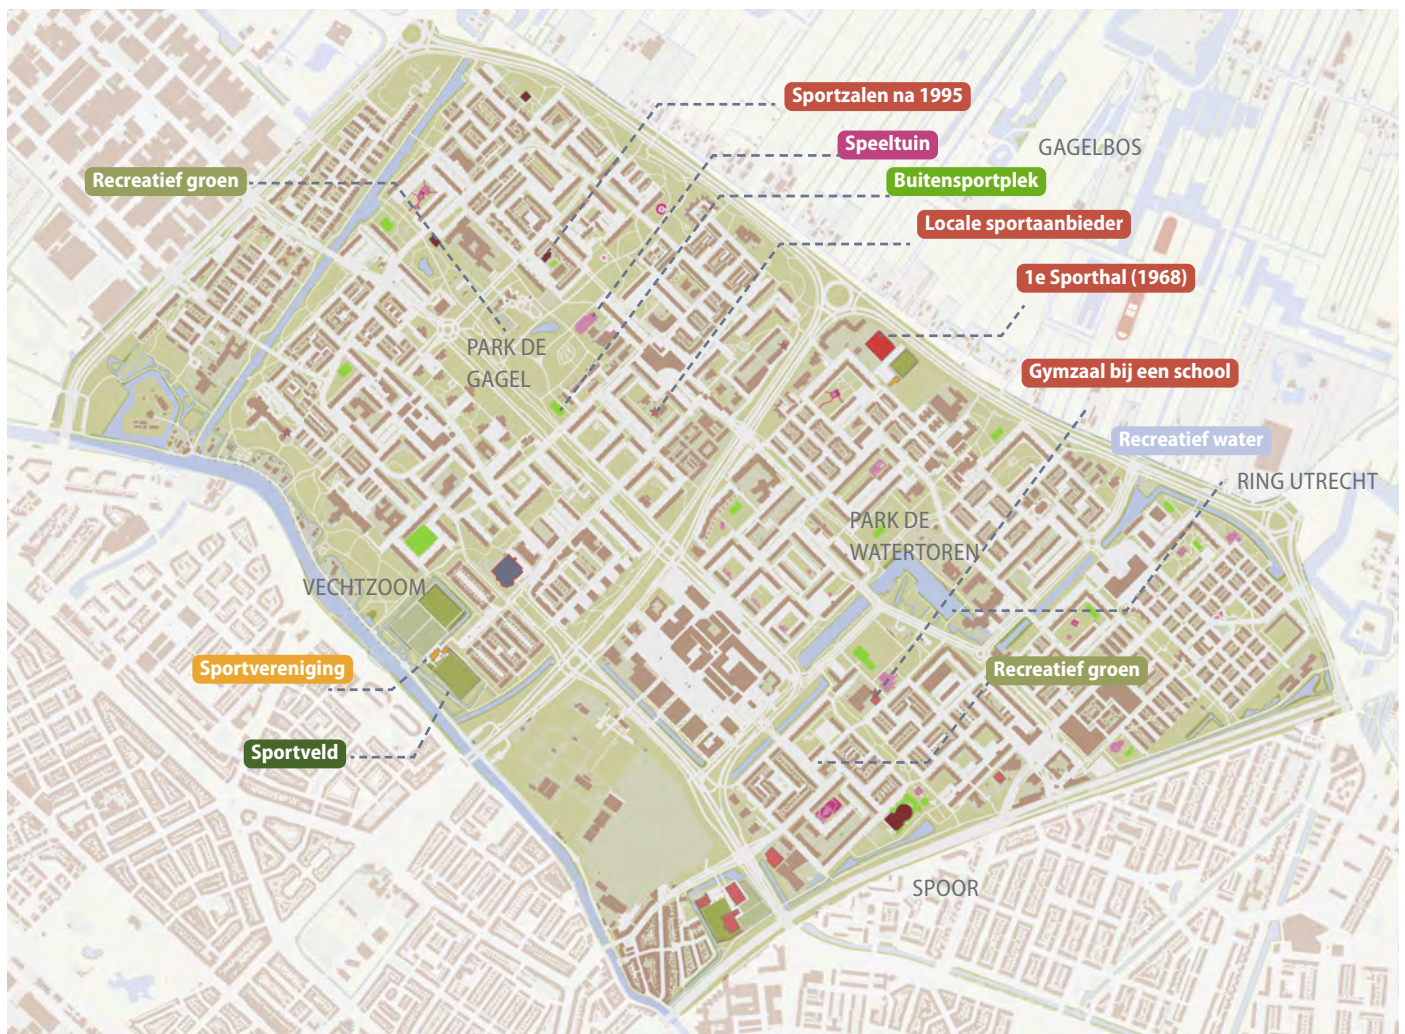 Sportzalen na 1995
Speeltuin
GAGELBOS
Recreatief groen
Buitensportplek
Locale sportaanbieder
1e Sporthal (1968)
PARK DE
GAGEL
Gymzaal bij een school
Recreatief water
RING UTRECHT
PARK DE
WATERTOREN
VECHTZOOM
Sportvereniging
Recreatief groen
Sportveld
SPOOR